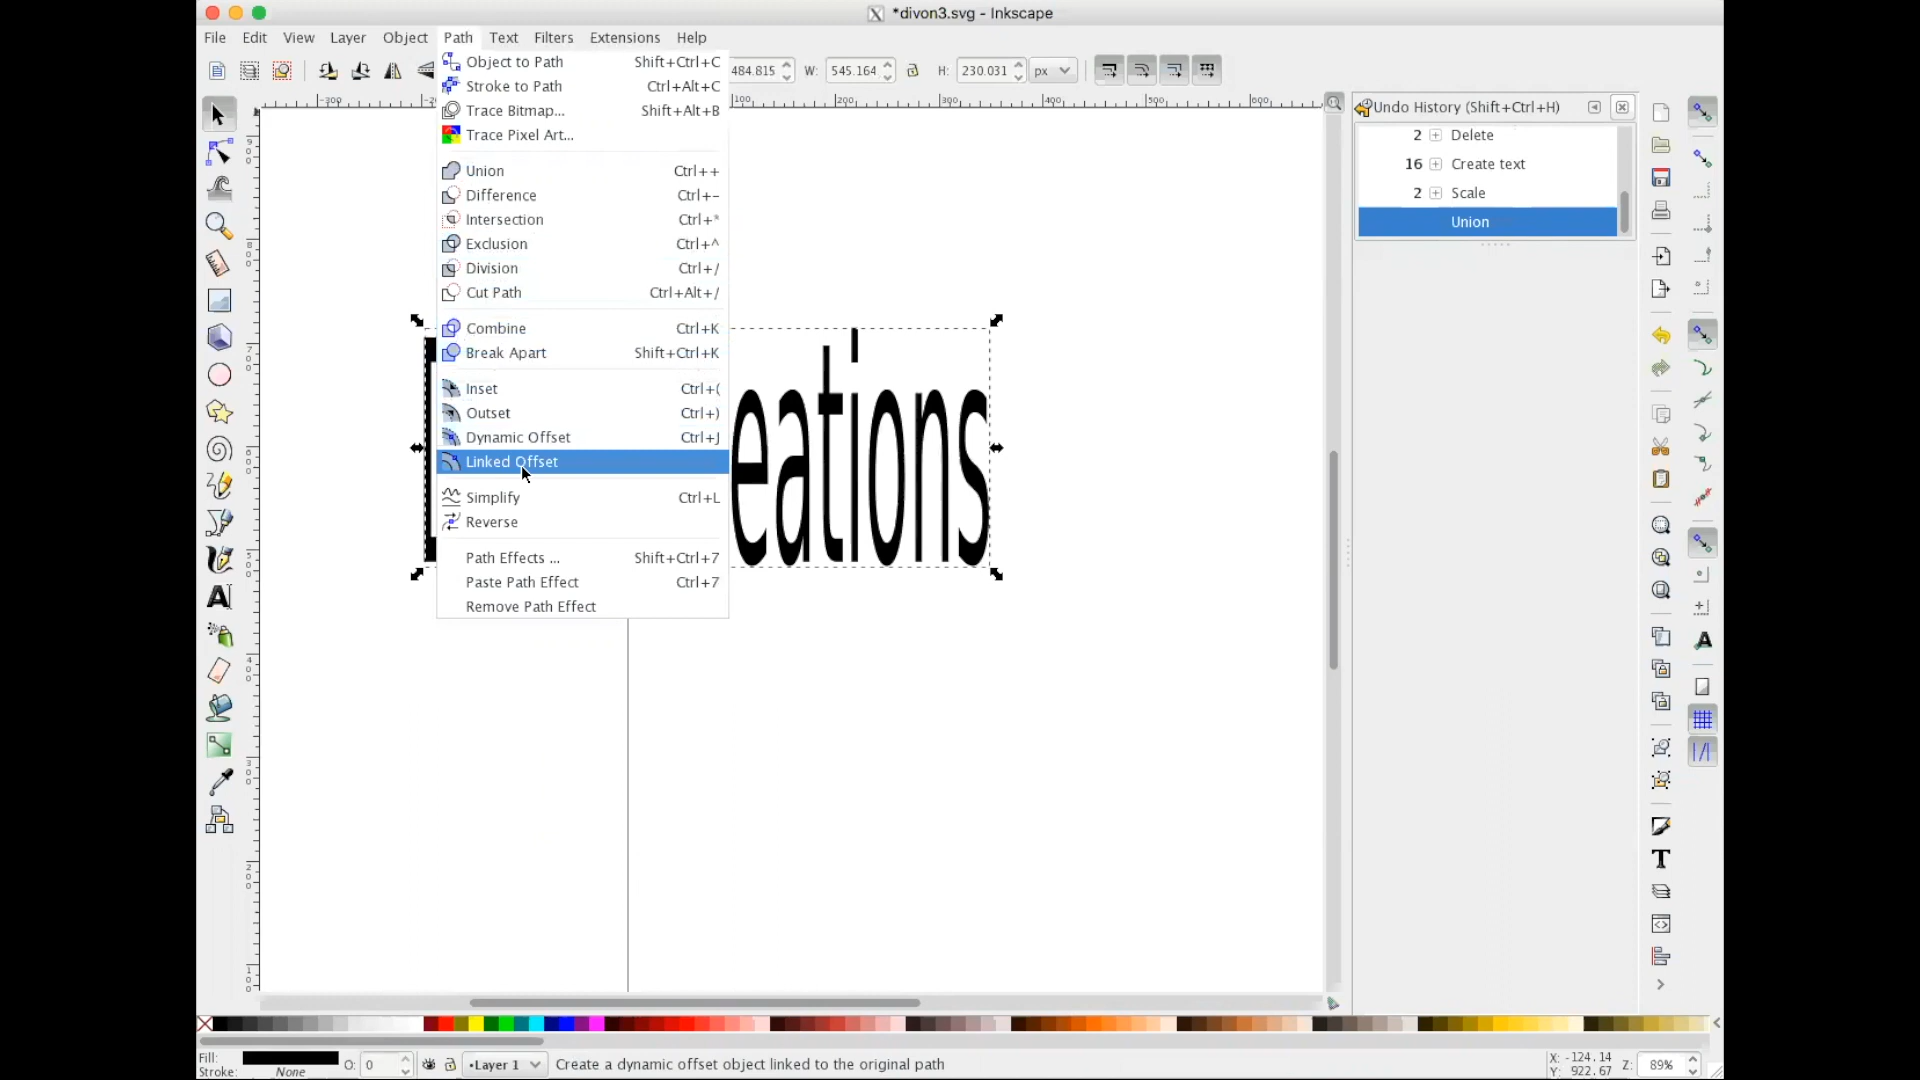 *divon3.svg - Inkscape
File Edit View Layer Object Path Text Filters Extensions Help
484.815 W: 545.164 H: 230.031 px
Object to Path Shift+Ctrl+C
Stroke to Path Ctrl+Alt+C
Trace Bitmap... Shift+Alt+B
Trace Pixel Art...
Union Ctrl++
Difference Ctrl+-
Intersection Ctrl+*
Exclusion Ctrl+^
Division Ctrl+/
Cut Path Ctrl+Alt+/
Combine Ctrl+K
Break Apart Shift+Ctrl+K
Inset Ctrl+(
Outset Ctrl+)
Dynamic Offset Ctrl+J
Linked Offset
Simplify Ctrl+L
Reverse
Path Effects ... Shift+Ctrl+7
Paste Path Effect Ctrl+7
Remove Path Effect
eations
Undo History (Shift+Ctrl+H)
2 Delete
16 Create text
2 Scale
Union
Fill:
Stroke: None
O: 0
•Layer 1
Create a dynamic offset object linked to the original path
X: -124.14
Y: 922.67
Z: 89%